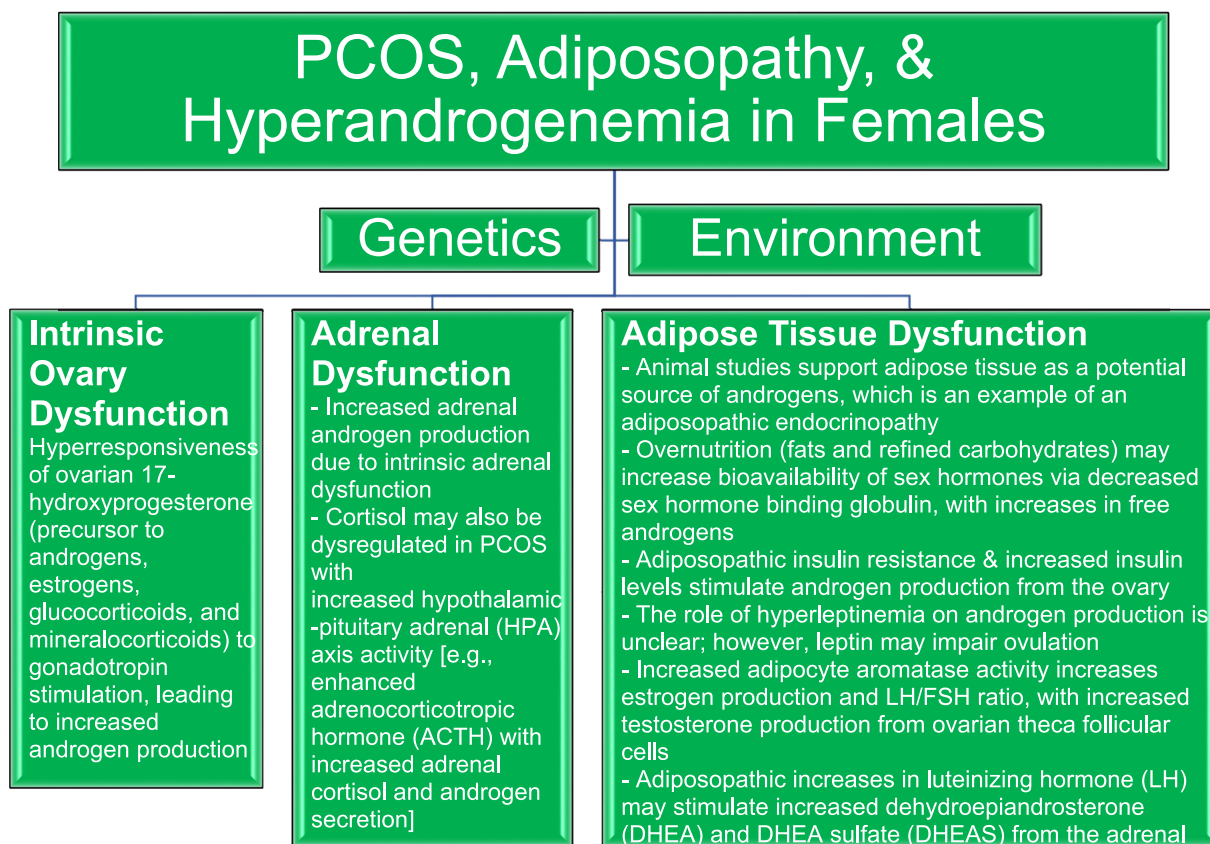 PCOS, Adiposopathy, &
Hyperandrogenemia in Females
Genetics
Environment
Intrinsic
Ovary
Dysfunction
Hyperresponsiveness
of ovarian 17-
hydroxyprogesterone
(precursor to
androgens,
estrogens,
glucocorticoids, and
mineralocorticoids) to
gonadotropin
stimulation, leading
to increased
androgen production
Adrenal
Dysfunction
- Increased adrenal
androgen production
due to intrinsic adrenal
dysfunction
- Cortisol may also be
dysregulated in PCOS
with
increased hypothalamic
-pituitary adrenal (HPA)
axis activity [e.g.,
enhanced
adrenocorticotropic
hormone (ACTH) with
increased adrenal
cortisol and androgen
secretion]
Adipose Tissue Dysfunction
- Animal studies support adipose tissue as a potential
source of androgens, which is an example of an
adiposopathic endocrinopathy
- Overnutrition (fats and refined carbohydrates) may
increase bioavailability of sex hormones via decreased
sex hormone binding globulin, with increases in free
androgens
- Adiposopathic insulin resistance & increased insulin
levels stimulate androgen production from the ovary
- The role of hyperleptinemia on androgen production is
unclear; however, leptin may impair ovulation
- Increased adipocyte aromatase activity increases
estrogen production and LH/FSH ratio, with increased
testosterone production from ovarian theca follicular
cells
- Adiposopathic increases in luteinizing hormone (LH)
may stimulate increased dehydroepiandrosterone
(DHEA) and DHEA sulfate (DHEAS) from the adrenal